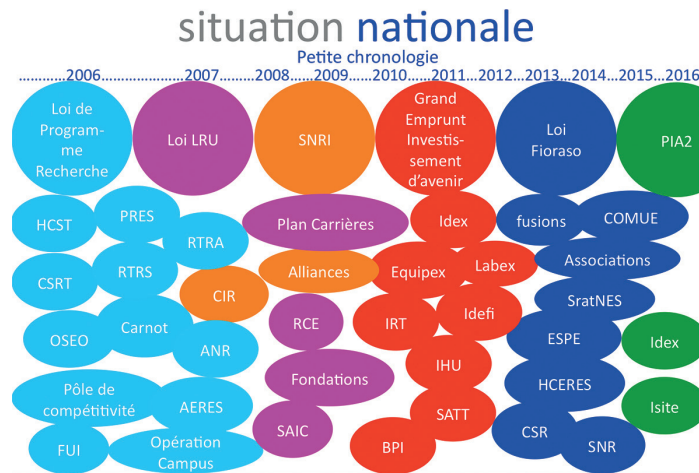 situation nationale
Petite chronologie
............2006..................2007........2008.......2009.......2010.......2011.......2012.......2013....2014.......2015....2016
Loi de
Program-
me
Recherche
Loi LRU
SNRI
Grand
Emprunt
Investis-
sement
d'avenir
Loi
Fioraso
PIA2
HCST
PRES
RTRA
Plan Carrières
Idex
fusions
COMUE
CSRT
RTRS
CIR
Alliances
Equipex
Labex
Associations
SratNES
OSEO
Carnot
ANR
RCE
IRT
Idefi
ESPE
Idex
Pôle de
compétitivité
AERES
Fondations
IHU
HCERES
Isite
FUI
Opération
Campus
SAIC
BPI
SATT
CSR
SNR